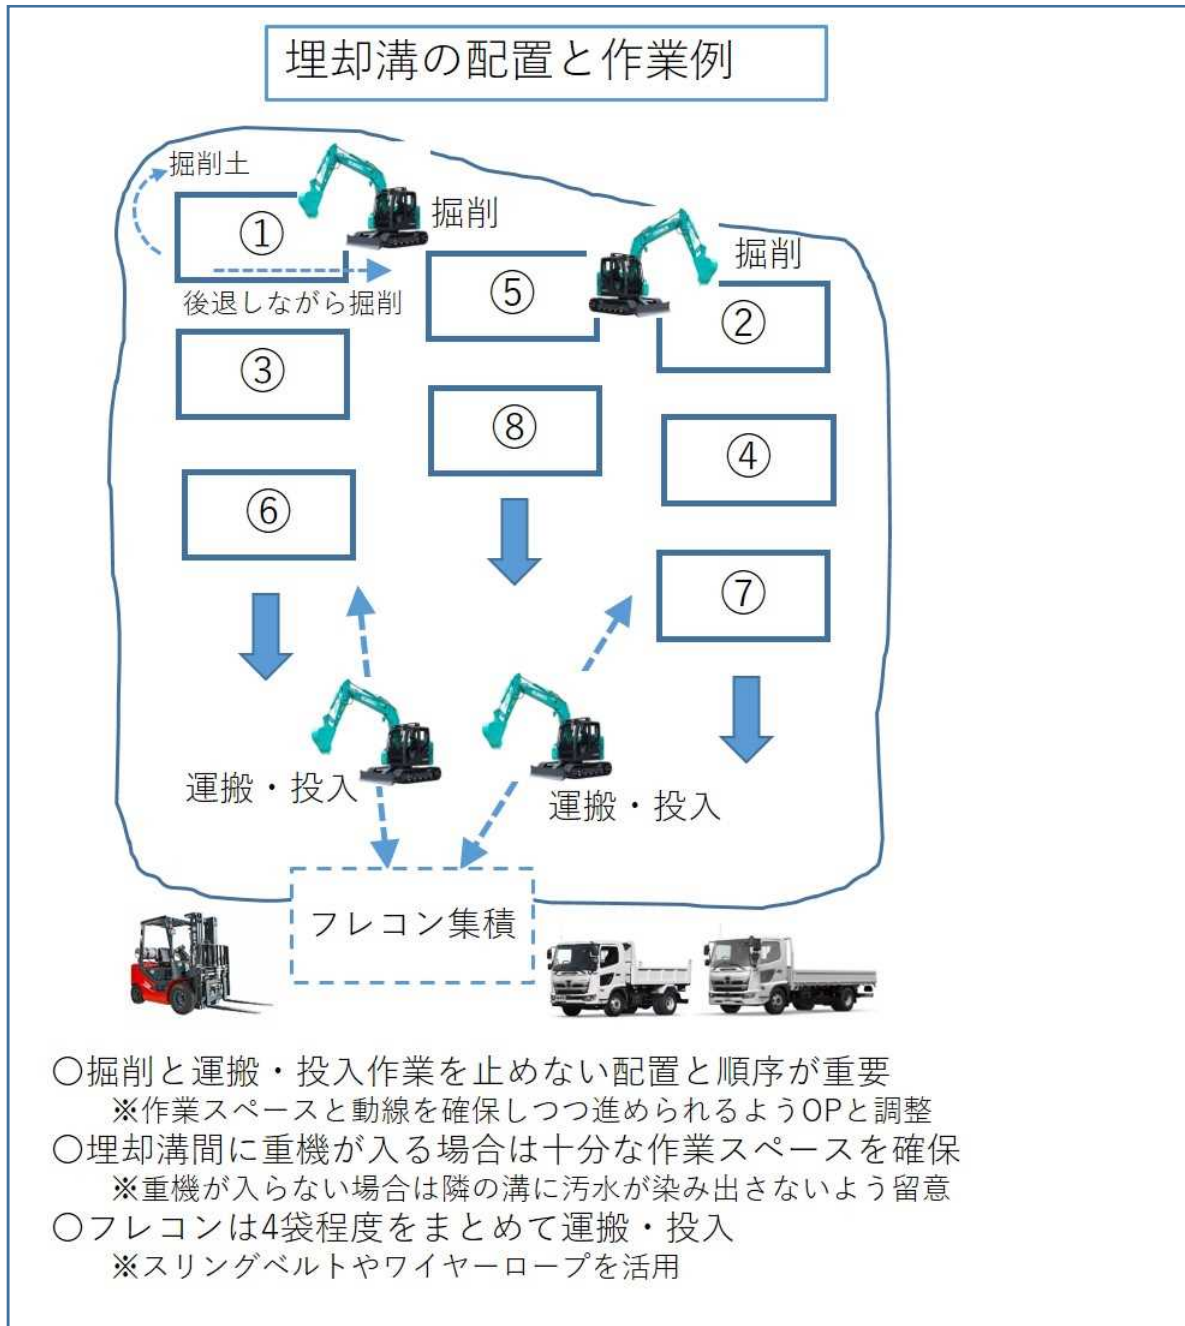 埋却溝の配置と作業例
掘削土
①
掘削
後退しながら掘削
⑤
掘削
②
③
⑧
④
⑥
⑦
運搬・投入
運搬・投入
フレコン集積
〇掘削と運搬・投入作業を止めない配置と順序が重要
※作業スペースと動線を確保しつつ進められるようOPと調整
〇埋却溝間に重機が入る場合は十分な作業スペースを確保
※重機が入らない場合は隣の溝に汚水が染み出さないよう留意
〇フレコンは4袋程度をまとめて運搬・投入
※スリングベルトやワイヤーロープを活用